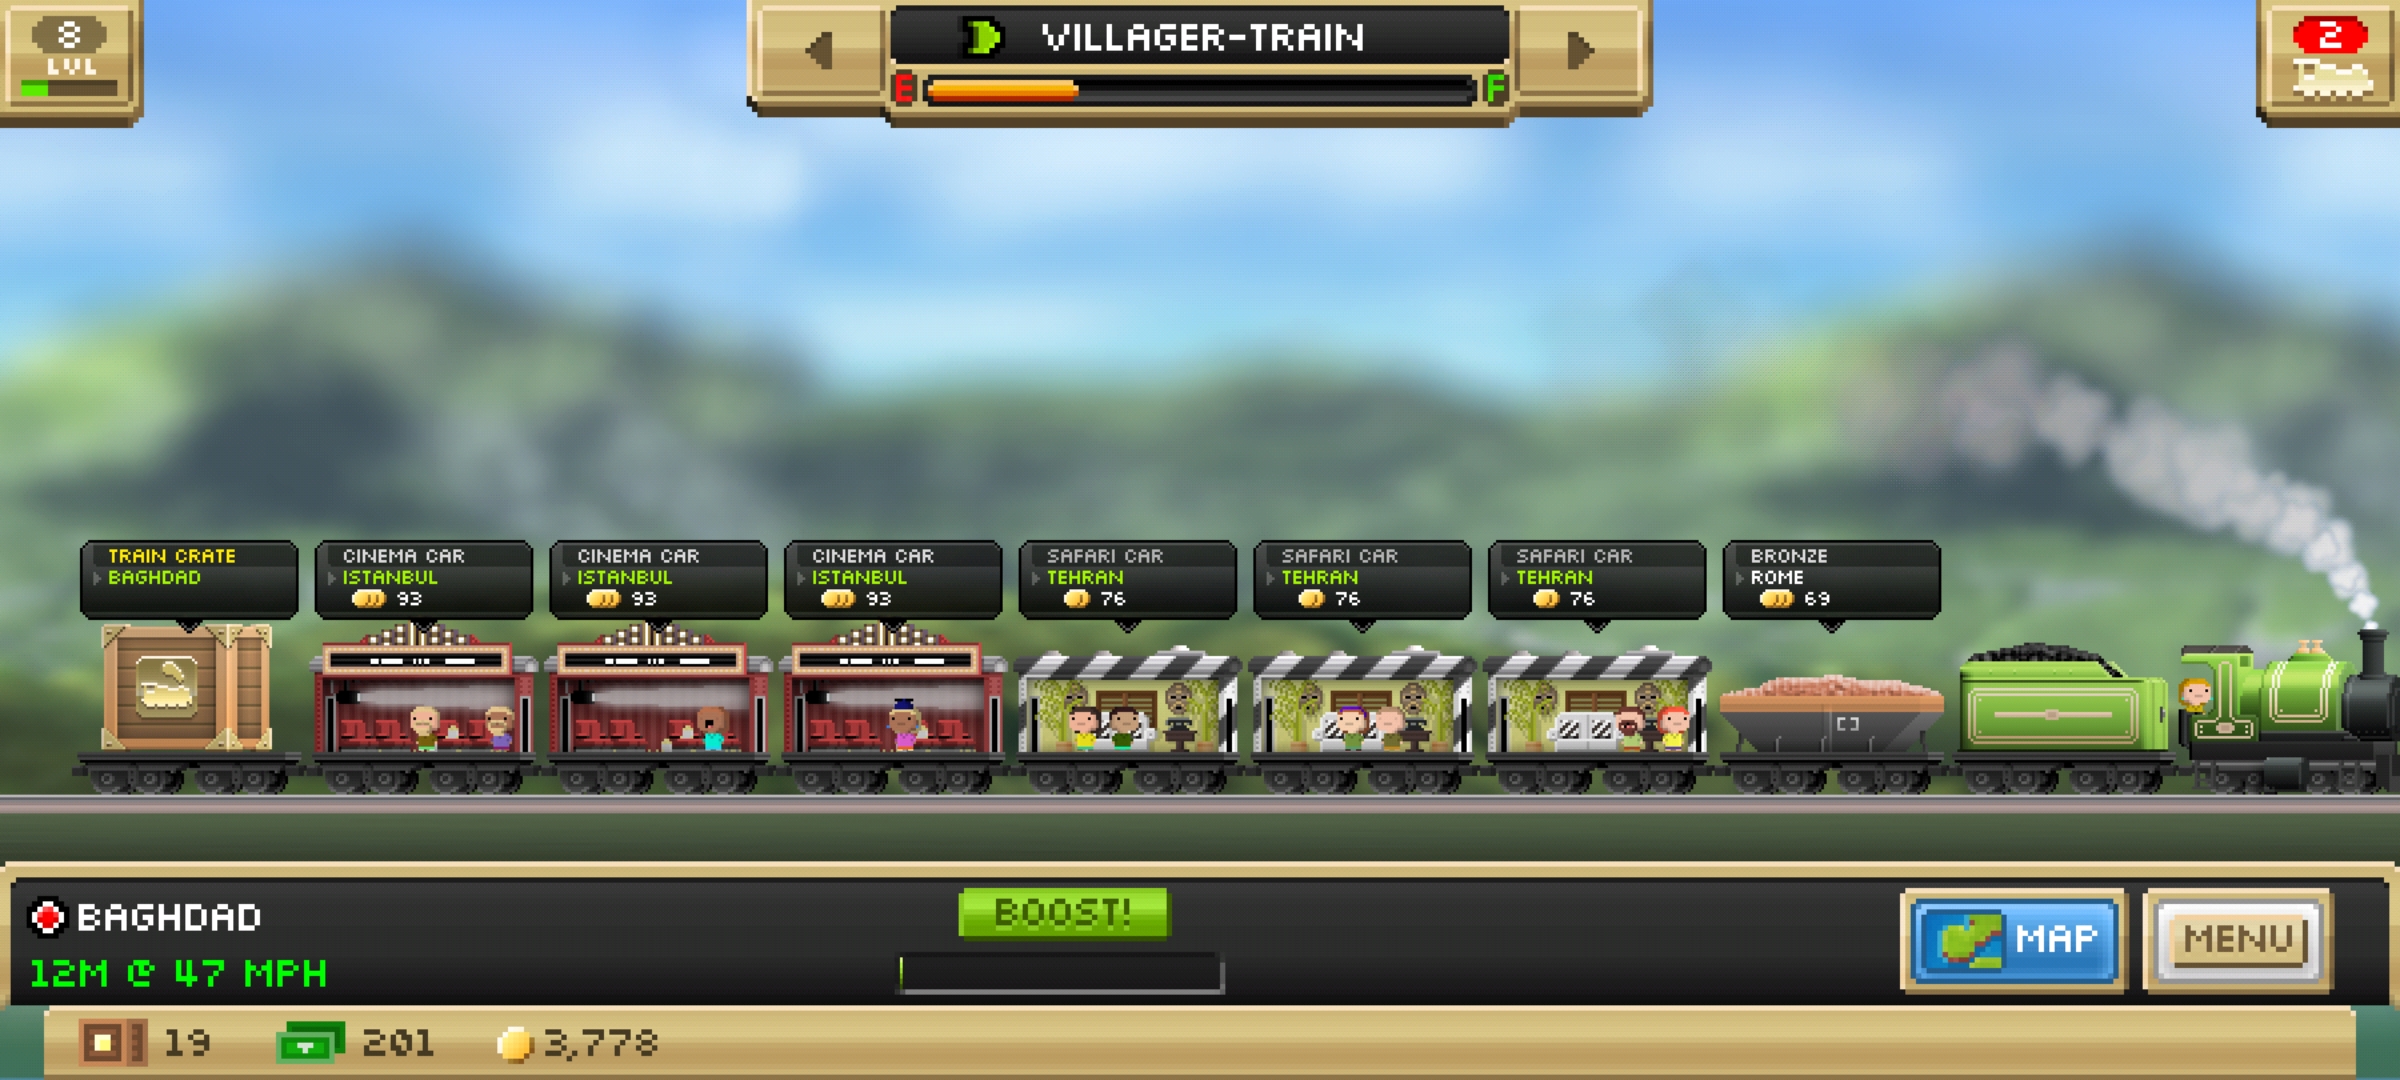 8
LVL
VILLAGER-TRAIN
E F
2
TRAIN CRATE
BAGHDAD
CINEMA CAR
ISTANBUL
93
CINEMA CAR
ISTANBUL
93
CINEMA CAR
ISTANBUL
93
SAFARI CAR
TEHRAN
76
SAFARI CAR
TEHRAN
76
SAFARI CAR
TEHRAN
76
BRONZE
ROME
69
BAGHDAD
12M @ 47 MPH
BOOST!
MAP
MENU
19
201
3,778